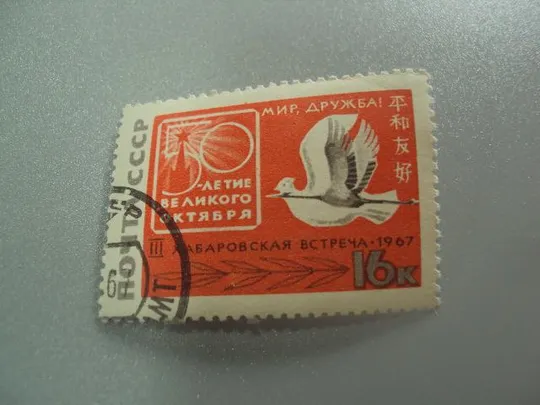 ПОЧТА СССР
50
-ЛЕТИЕ
ВЕЛИКОГО
ОКТЯБРЯ
МИР, ДРУЖБА!
平和友好
III ХАБАРОВСКАЯ ВСТРЕЧА·1967
16К